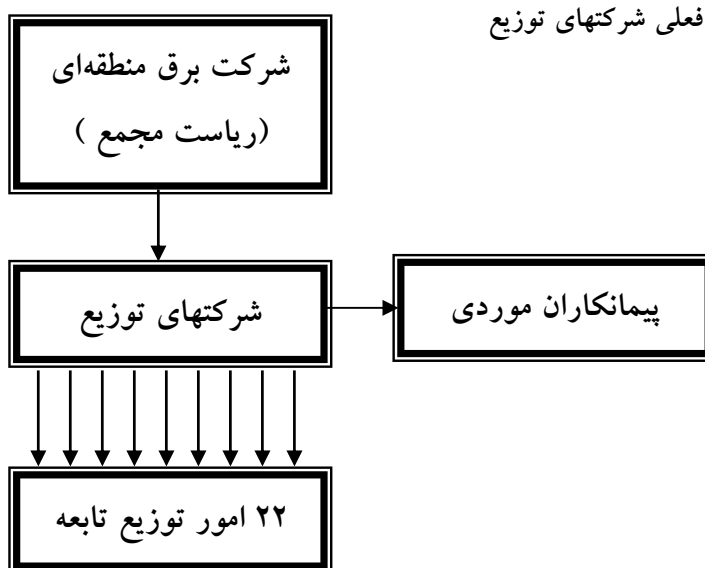 فعلی شرکتهای توزیع
شرکت برق منطقه‌ای
(ریاست مجمع )
شرکتهای توزیع
پیمانکاران موردی
۲۲ امور توزیع تابعه